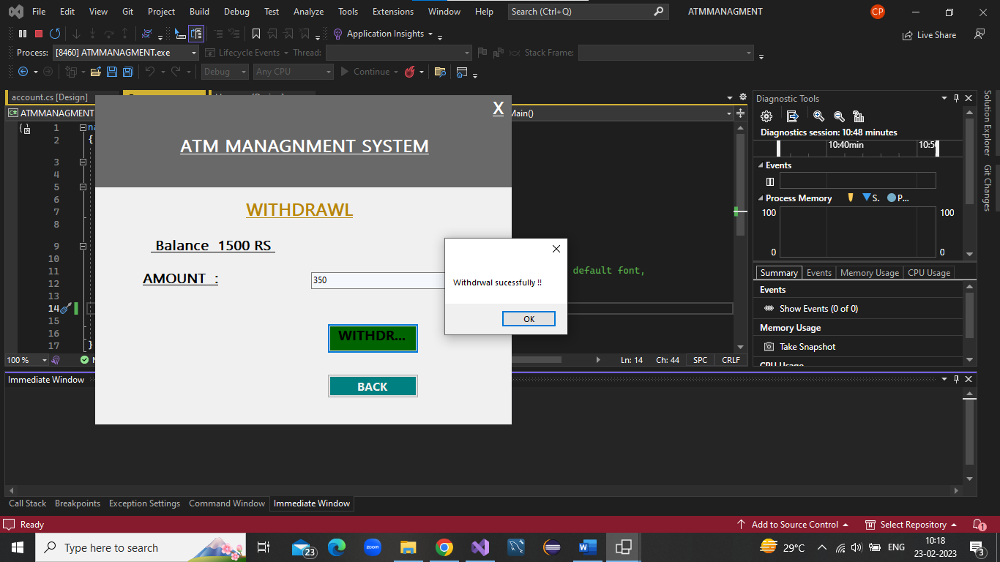 File Edit View Git Project Build Debug Test Analyze Tools Extensions Window Help Search (Ctrl+Q) ATMMANAGMENT CP
Application Insights Live Share
Process: [8460] ATMMANAGMENT.exe Lifecycle Events Thread: Stack Frame:
Debug Any CPU Continue
account.cs [Design]
C# ATMMANAGMENT Main()
1 na
2 {
3
4
5
6
7
8
9
10
11 default font,
12
13
14
15
16
17 }
X
ATM MANAGNMENT SYSTEM
WITHDRAWL
Balance 1500 RS
AMOUNT :
350
WITHDR...
BACK
Withdrwal sucessfully !!
OK
100 % Ln: 14 Ch: 44 SPC CRLF
Diagnostic Tools
Diagnostics session: 10:48 minutes
10:40min 10:50
Events
Process Memory S. P...
100 100
0 0
Summary Events Memory Usage CPU Usage
Events
Show Events (0 of 0)
Memory Usage
Take Snapshot
CPU Usage
Solution Explorer
Git Changes
Immediate Window
Call Stack Breakpoints Exception Settings Command Window Immediate Window
Ready Add to Source Control Select Repository 1
Type here to search 23 zoom 29°C ENG 10:18
23-02-2023 3